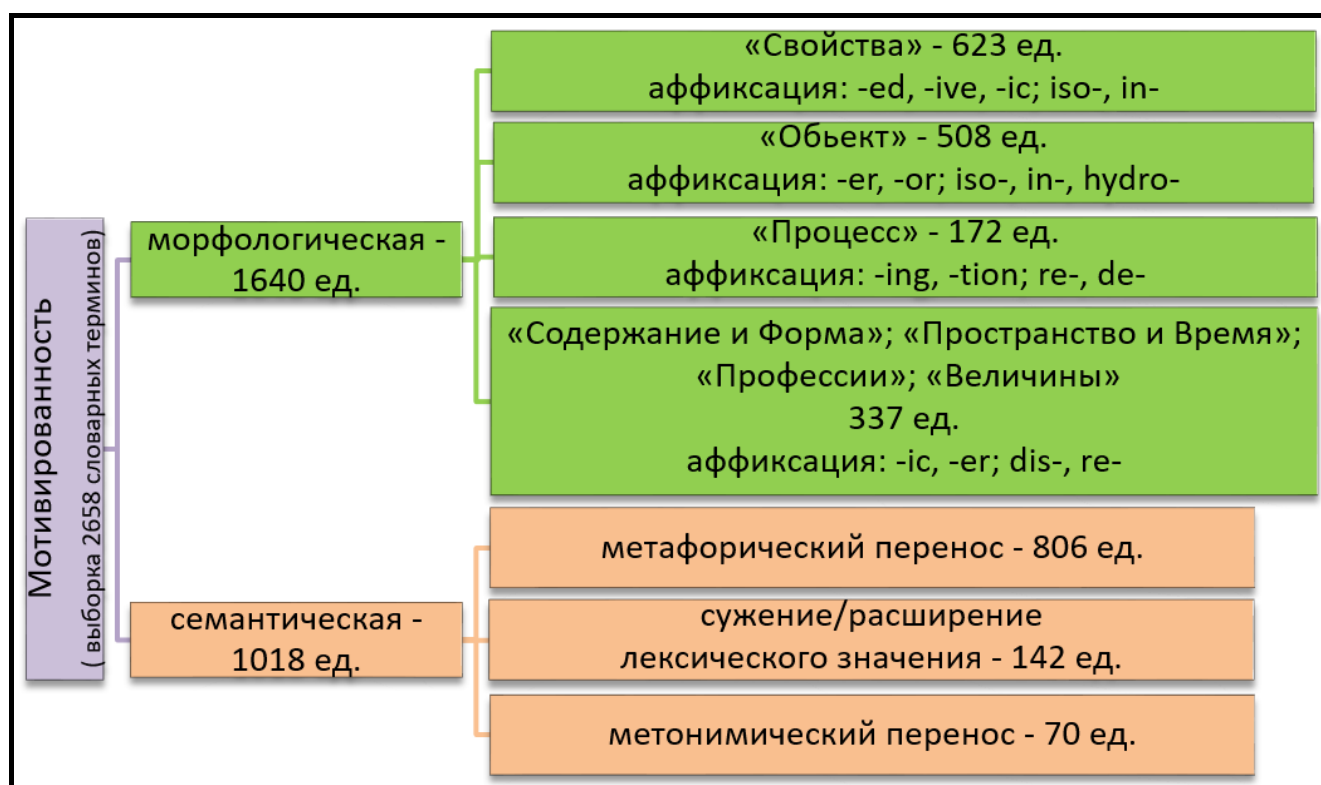 Мотивированность
( выборка 2658 словарных терминов)
морфологическая -
1640 ед.
«Свойства» - 623 ед.
аффиксация: -ed, -ive, -ic; iso-, in-
«Обьект» - 508 ед.
аффиксация: -er, -or; iso-, in-, hydro-
«Процесс» - 172 ед.
аффиксация: -ing, -tion; re-, de-
«Содержание и Форма»; «Пространство и Время»;
«Профессии»; «Величины»
337 ед.
аффиксация: -ic, -er; dis-, re-
семантическая -
1018 ед.
метафорический перенос - 806 ед.
сужение/расширение
лексического значения - 142 ед.
метонимический перенос - 70 ед.